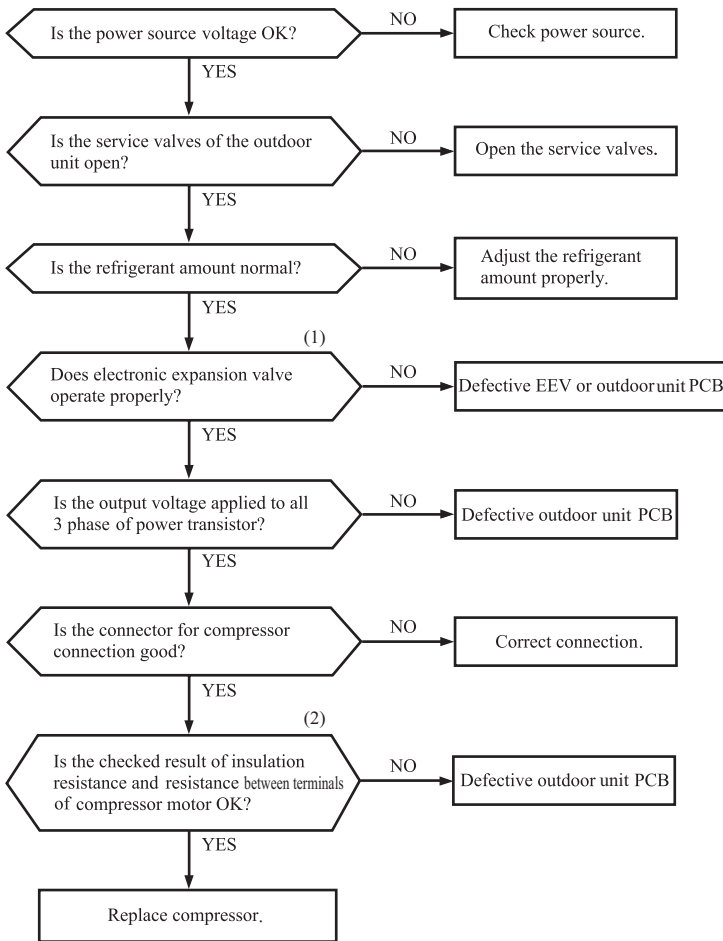 Is the power source voltage OK?
NO
Check power source.
YES
Is the service valves of the outdoor
unit open?
NO
Open the service valves.
YES
Is the refrigerant amount normal?
NO
Adjust the refrigerant
amount properly.
YES
(1)
Does electronic expansion valve
operate properly?
NO
Defective EEV or outdoor unit PCB
YES
Is the output voltage applied to all
3 phase of power transistor?
NO
Defective outdoor unit PCB
YES
Is the connector for compressor
connection good?
NO
Correct connection.
YES
(2)
Is the checked result of insulation
resistance and resistance between terminals
of compressor motor OK?
NO
Defective outdoor unit PCB
YES
Replace compressor.